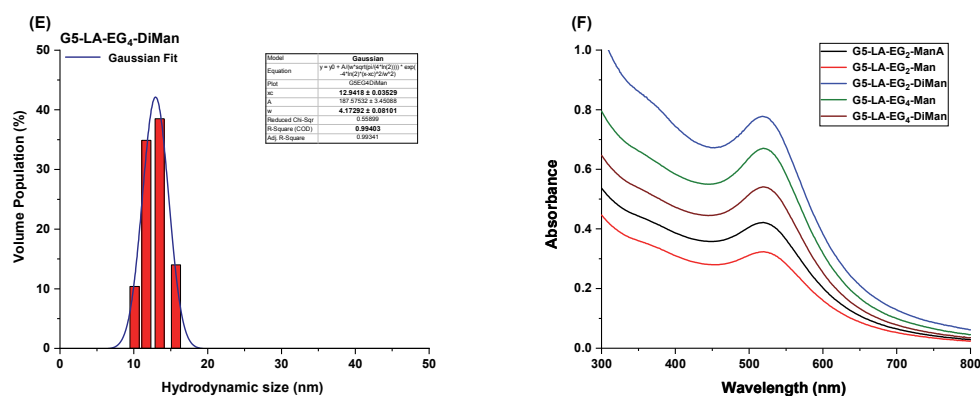 (E)
G5-LA-EG4-DiMan
Gaussian Fit
Model Gaussian
Equation y = y0 + A/(w*sqrt(pi/(4*ln(2)))) * exp(
-4*ln(2)*(x-xc)^2/w^2)
Plot G5EG4DiMan
xc 12.9418 ± 0.03529
A 187.57532 ± 3.45088
w 4.17292 ± 0.08101
Reduced Chi-Sqr 0.55899
R-Square (COD) 0.99403
Adj. R-Square 0.99341
50
40
30
20
10
0
Volume Population (%)
0 10 20 30 40 50
Hydrodynamic size (nm)
(F)
G5-LA-EG2-ManA
G5-LA-EG2-Man
G5-LA-EG2-DiMan
G5-LA-EG4-Man
G5-LA-EG4-DiMan
1.0
0.8
0.6
0.4
0.2
0.0
Absorbance
300 400 500 600 700 800
Wavelength (nm)